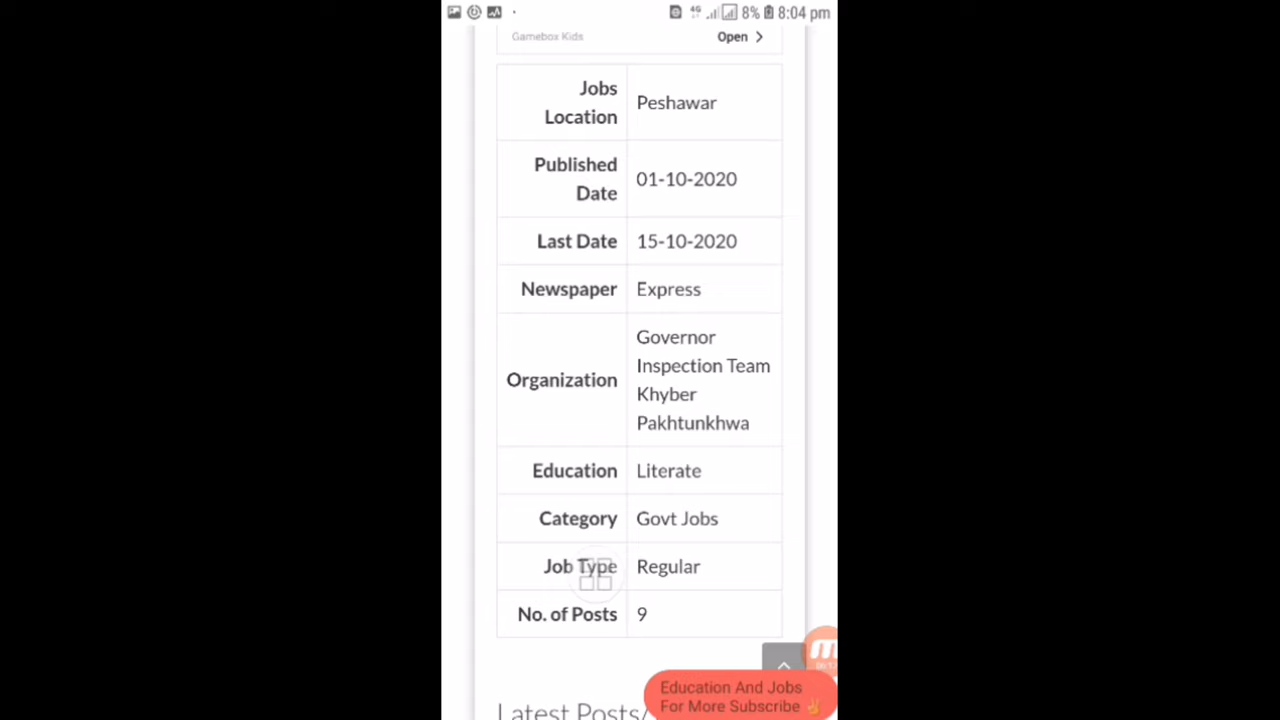 4G 8% 8:04 pm
Gamebox Kids Open
Jobs
Location
Peshawar
Published
Date
01-10-2020
Last Date 15-10-2020
Newspaper Express
Organization
Governor
Inspection Team
Khyber
Pakhtunkhwa
Education Literate
Category Govt Jobs
Job Type Regular
No. of Posts 9
Education And Jobs
For More Subscribe ✌
Latest Posts/